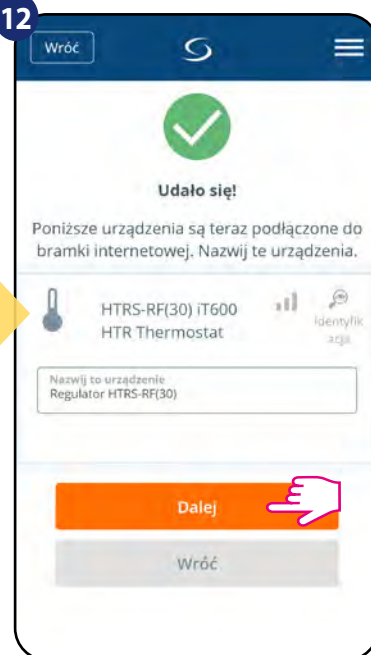 12
Wróć
Udało się!
Poniższe urządzenia są teraz podłączone do
bramki internetowej. Nazwij te urządzenia.
HTRS-RF(30) iT600
HTR Thermostat
Identyfik
acja
Nazwij to urządzenie
Regulator HTRS-RF(30)
Dalej
Wróć